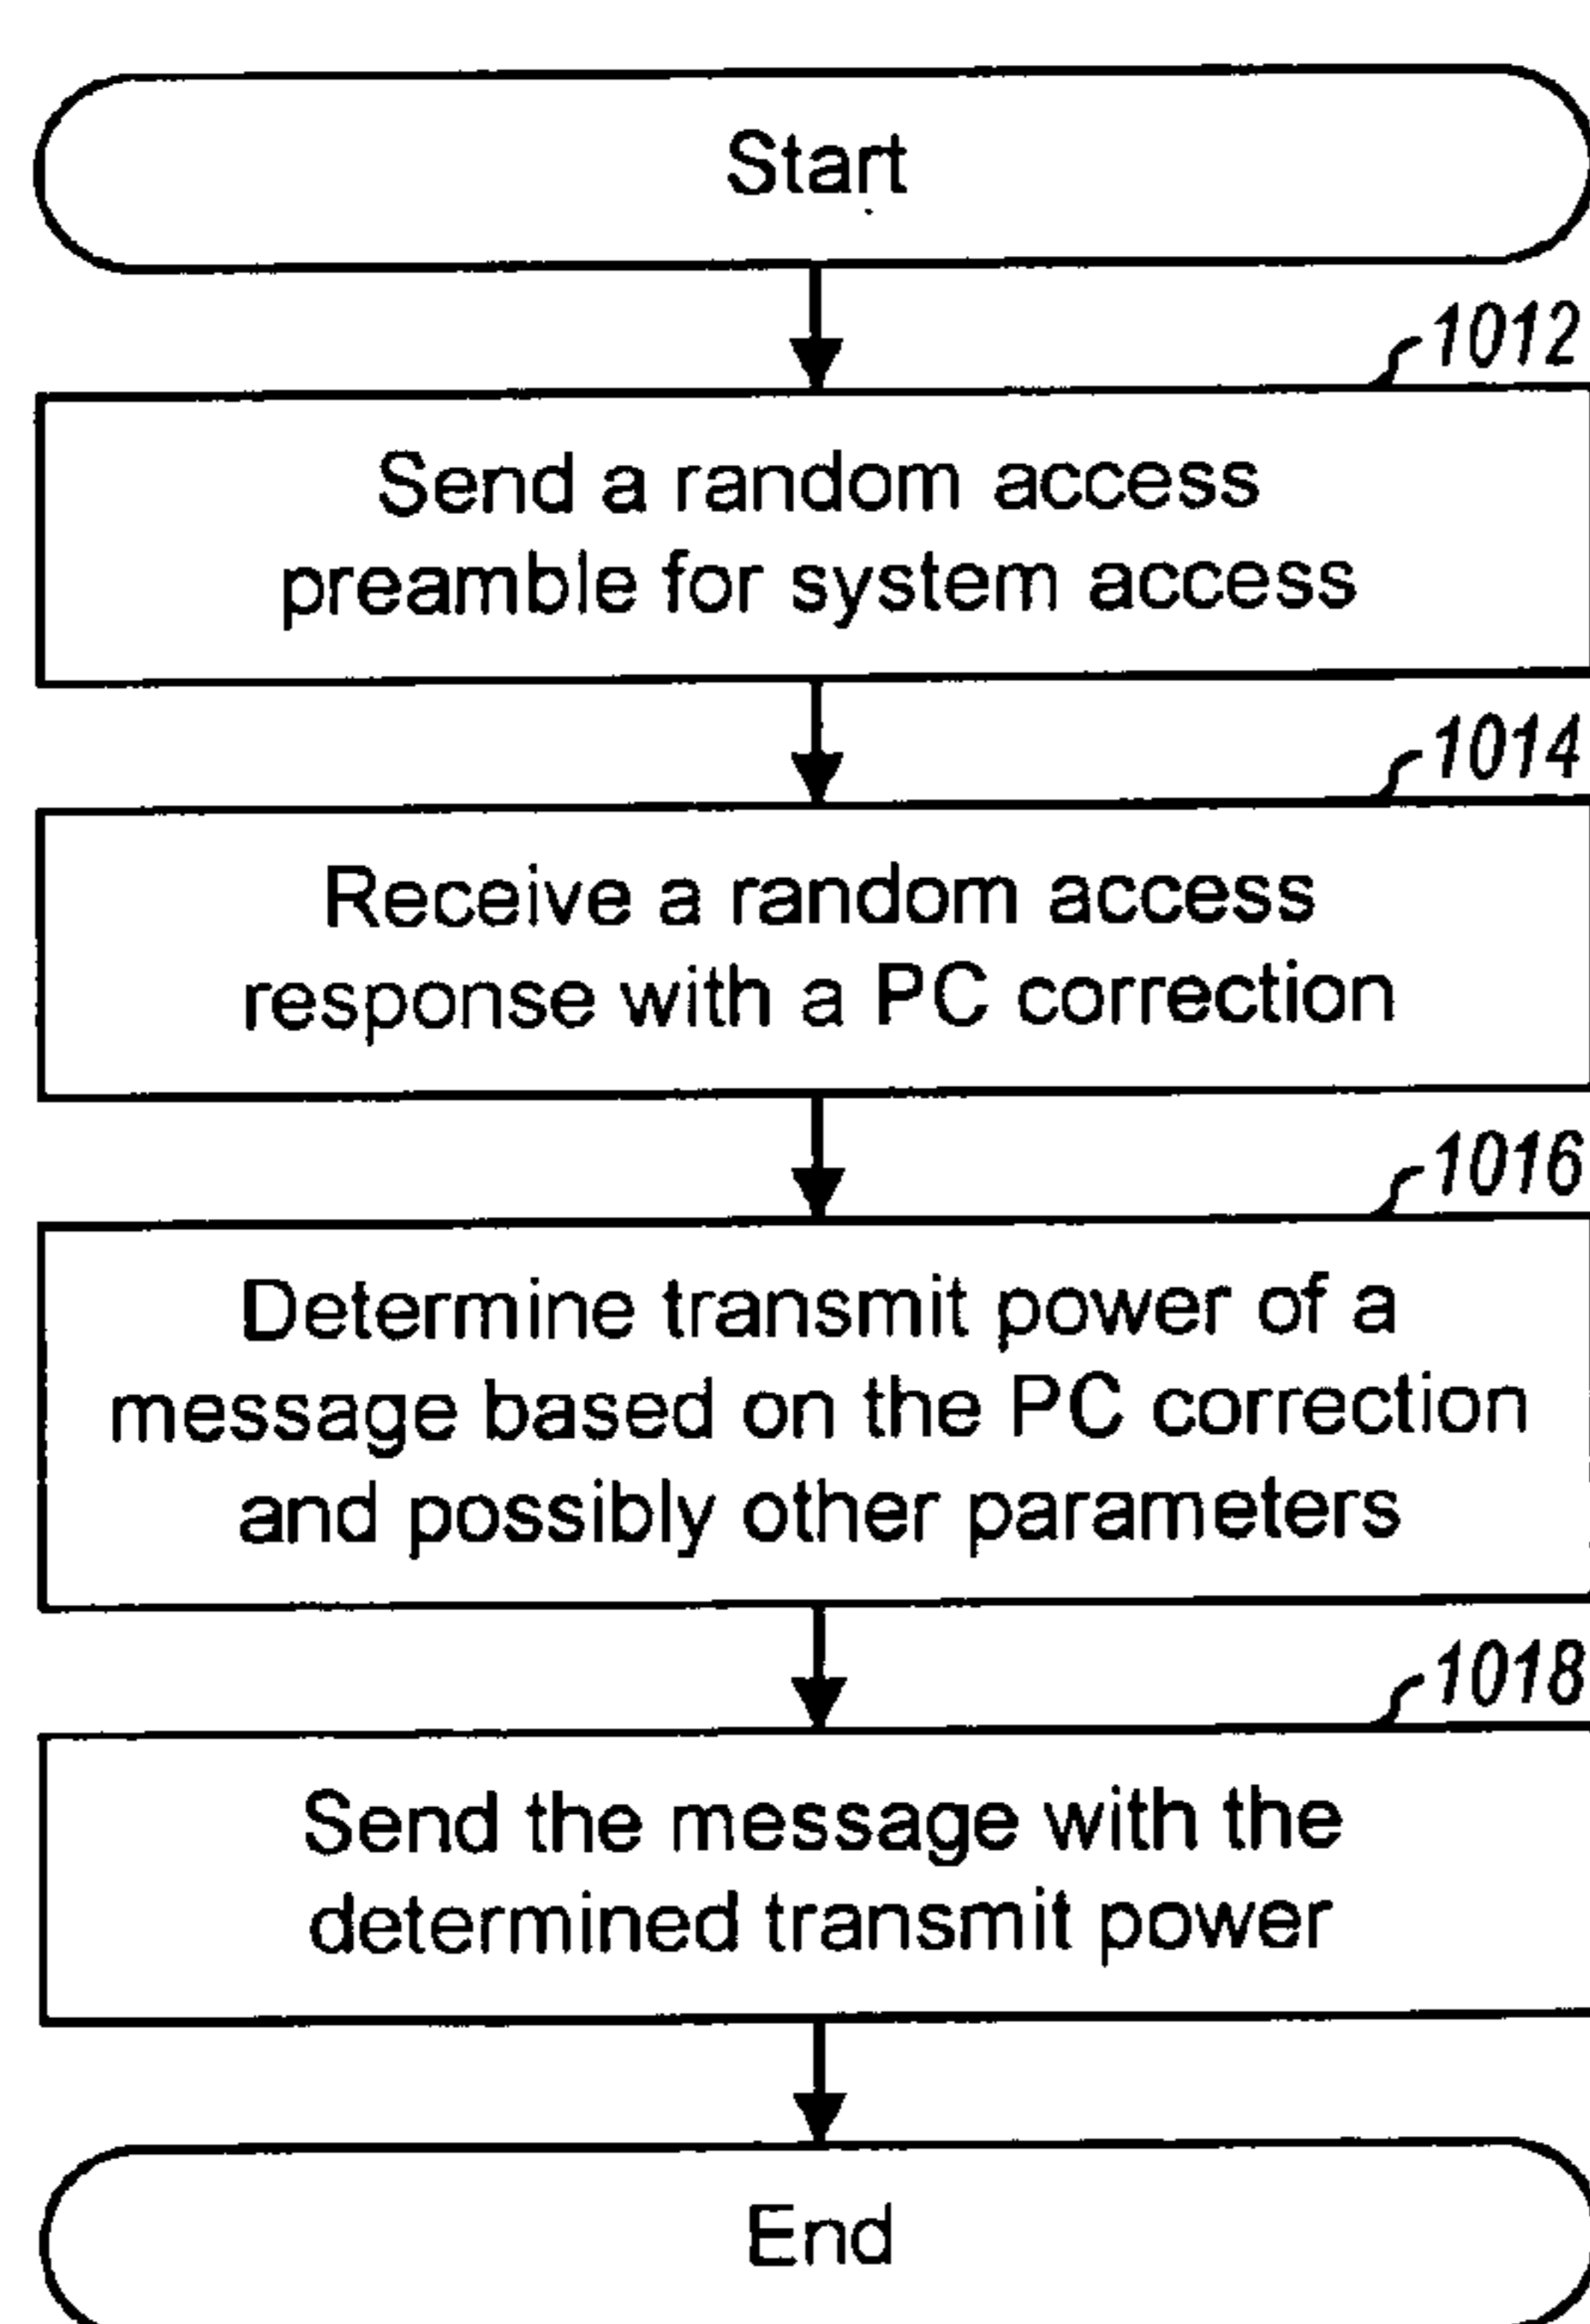 Start
1012
Send a random access
preamble for system access
1014
Receive a random access
response with a PC correction
1016
Determine transmit power of a
message based on the PC correction
and possibly other parameters
1018
Send the message with the
determined transmit power
End